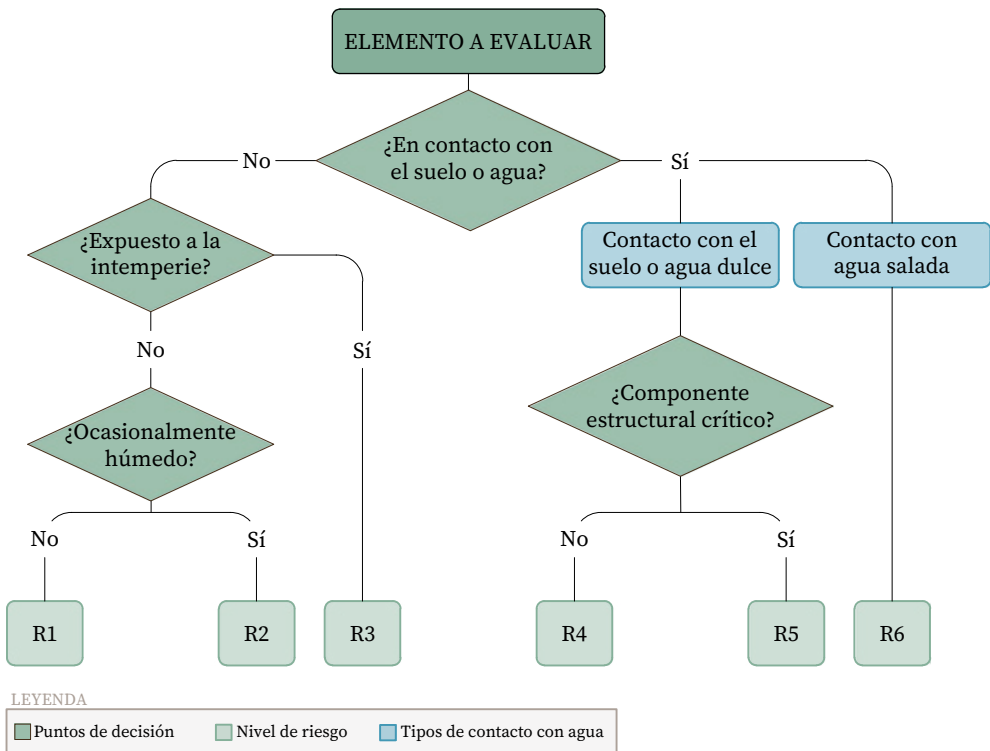 ELEMENTO A EVALUAR
¿En contacto con
el suelo o agua?
No
Sí
¿Expuesto a la
intemperie?
Contacto con el
suelo o agua dulce
Contacto con
agua salada
No
Sí
¿Componente
estructural crítico?
¿Ocasionalmente
húmedo?
No
Sí
No
Sí
R1
R2
R3
R4
R5
R6
LEYENDA
Puntos de decisión
Nivel de riesgo
Tipos de contacto con agua